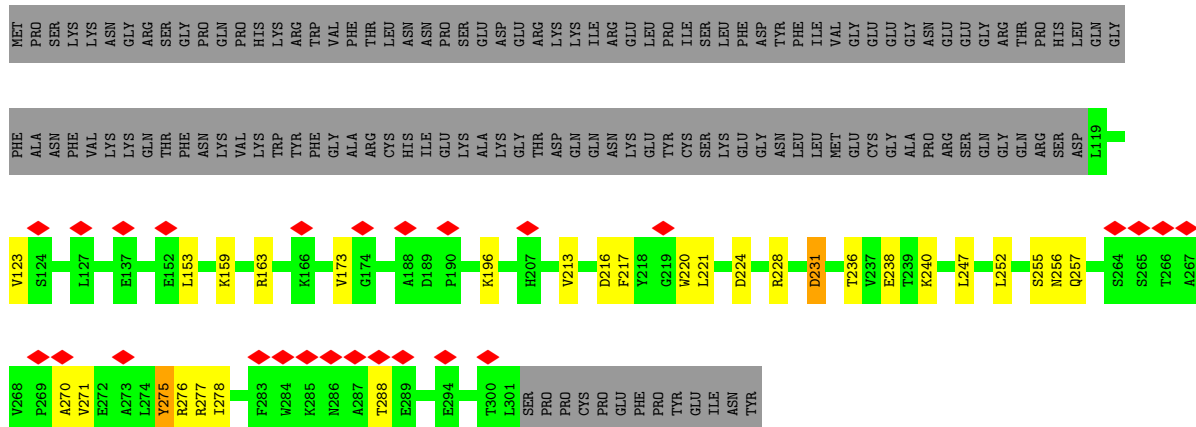 MET PRO SER LYS LYS ASN GLY ARG SER GLY PRO GLN PRO HIS LYS ARG TRP VAL PHE THR LEU ASN ASN PRO SER GLU ASP GLU ARG LYS LYS ILE ARG GLU LEU PRO ILE SER LEU PHE ASP TYR PHE ILE VAL GLY GLU GLU GLY ASN GLU GLU GLY ARG THR PRO HIS LEU GLN GLY
PHE ALA ASN PHE VAL LYS LYS GLN THR PHE ASN LYS VAL LYS TRP TYR PHE GLY ALA ARG CYS HIS ILE GLU LYS ALA LYS GLY THR ASP GLN GLN ASN LYS GLU TYR CYS SER LYS GLU GLY ASN LEU LEU MET GLU CYS GLY ALA PRO ARG SER GLN GLY GLN ARG SER ASP L119
V123 S124 L127 E137 E152 L153 K159 R163 K166 V173 G174 A188 D189 P190 K196 H207 V213 D216 F217 Y218 G219 W220 L221 D224 R228 D231 T236 V237 E238 T239 K240 L247 L252 S255 N256 Q257 S264 S265 T266 A267
V268 P269 A270 V271 E272 A273 L274 Y275 R276 R277 I278 F283 W284 K285 N286 A287 T288 E289 E294 T300 L301 SER PRO PRO CYS PRO GLU PHE PRO TYR GLU ILE ASN TYR